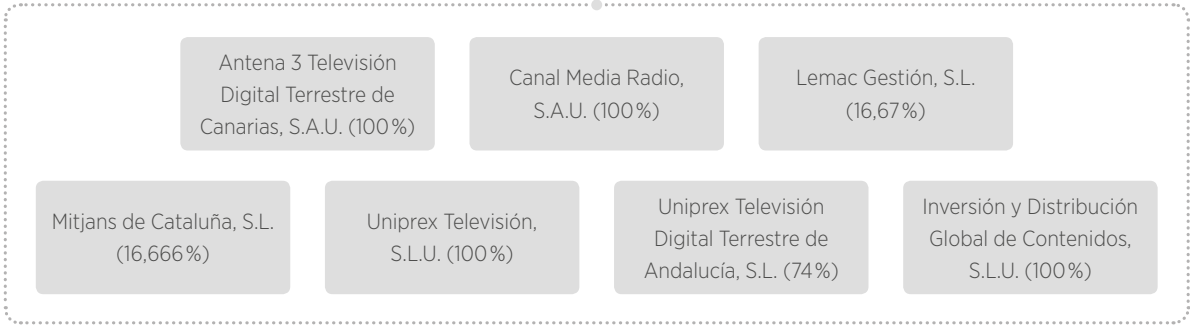 Antena 3 Televisión
Digital Terrestre de
Canarias, S.A.U. (100%)
Canal Media Radio,
S.A.U. (100%)
Lemac Gestión, S.L.
(16,67%)
Mitjans de Cataluña, S.L.
(16,666%)
Uniprex Televisión,
S.L.U. (100%)
Uniprex Televisión
Digital Terrestre de
Andalucía, S.L. (74%)
Inversión y Distribución
Global de Contenidos,
S.L.U. (100%)